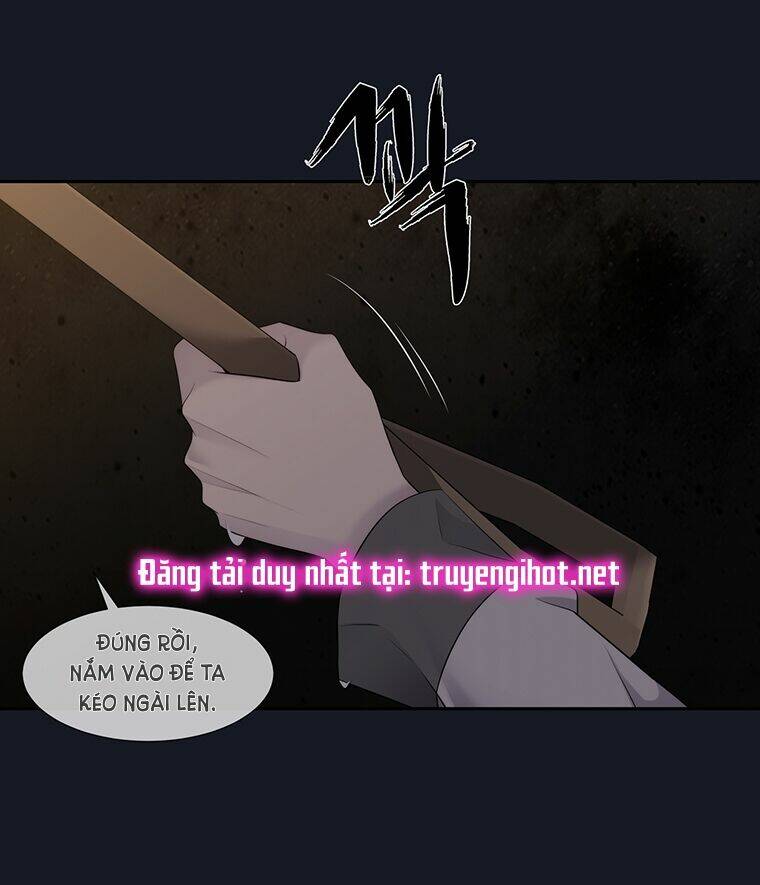 꽉
Đăng tải duy nhất tại: truyengihot.net
ĐÚNG RỒI,
NẮM VÀO ĐỂ TA
KÉO NGÀI LÊN.